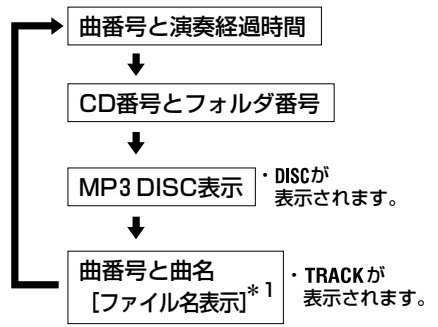 曲番号と演奏経過時間
CD番号とフォルダ番号
MP3 DISC表示
・DISCが
表示されます。
曲番号と曲名
[ファイル名表示]*1
・TRACKが
表示されます。